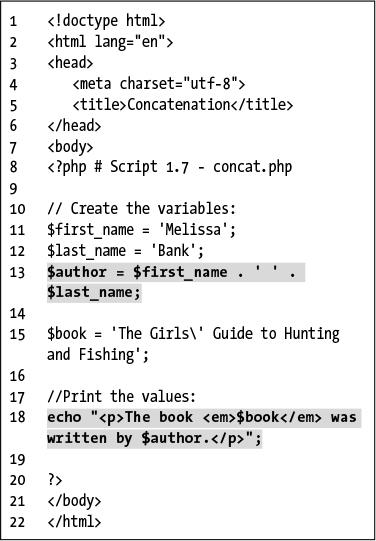 1 <!doctype html>
2 <html lang="en">
3 <head>
4 <meta charset="utf-8">
5 <title>Concatenation</title>
6 </head>
7 <body>
8 <?php # Script 1.7 - concat.php
9
10 // Create the variables:
11 $first_name = 'Melissa';
12 $last_name = 'Bank';
13 $author = $first_name . ' ' .
$last_name;
14
15 $book = 'The Girls\' Guide to Hunting
and Fishing';
16
17 //Print the values:
18 echo "<p>The book <em>$book</em> was
written by $author.</p>";
19
20 ?>
21 </body>
22 </html>